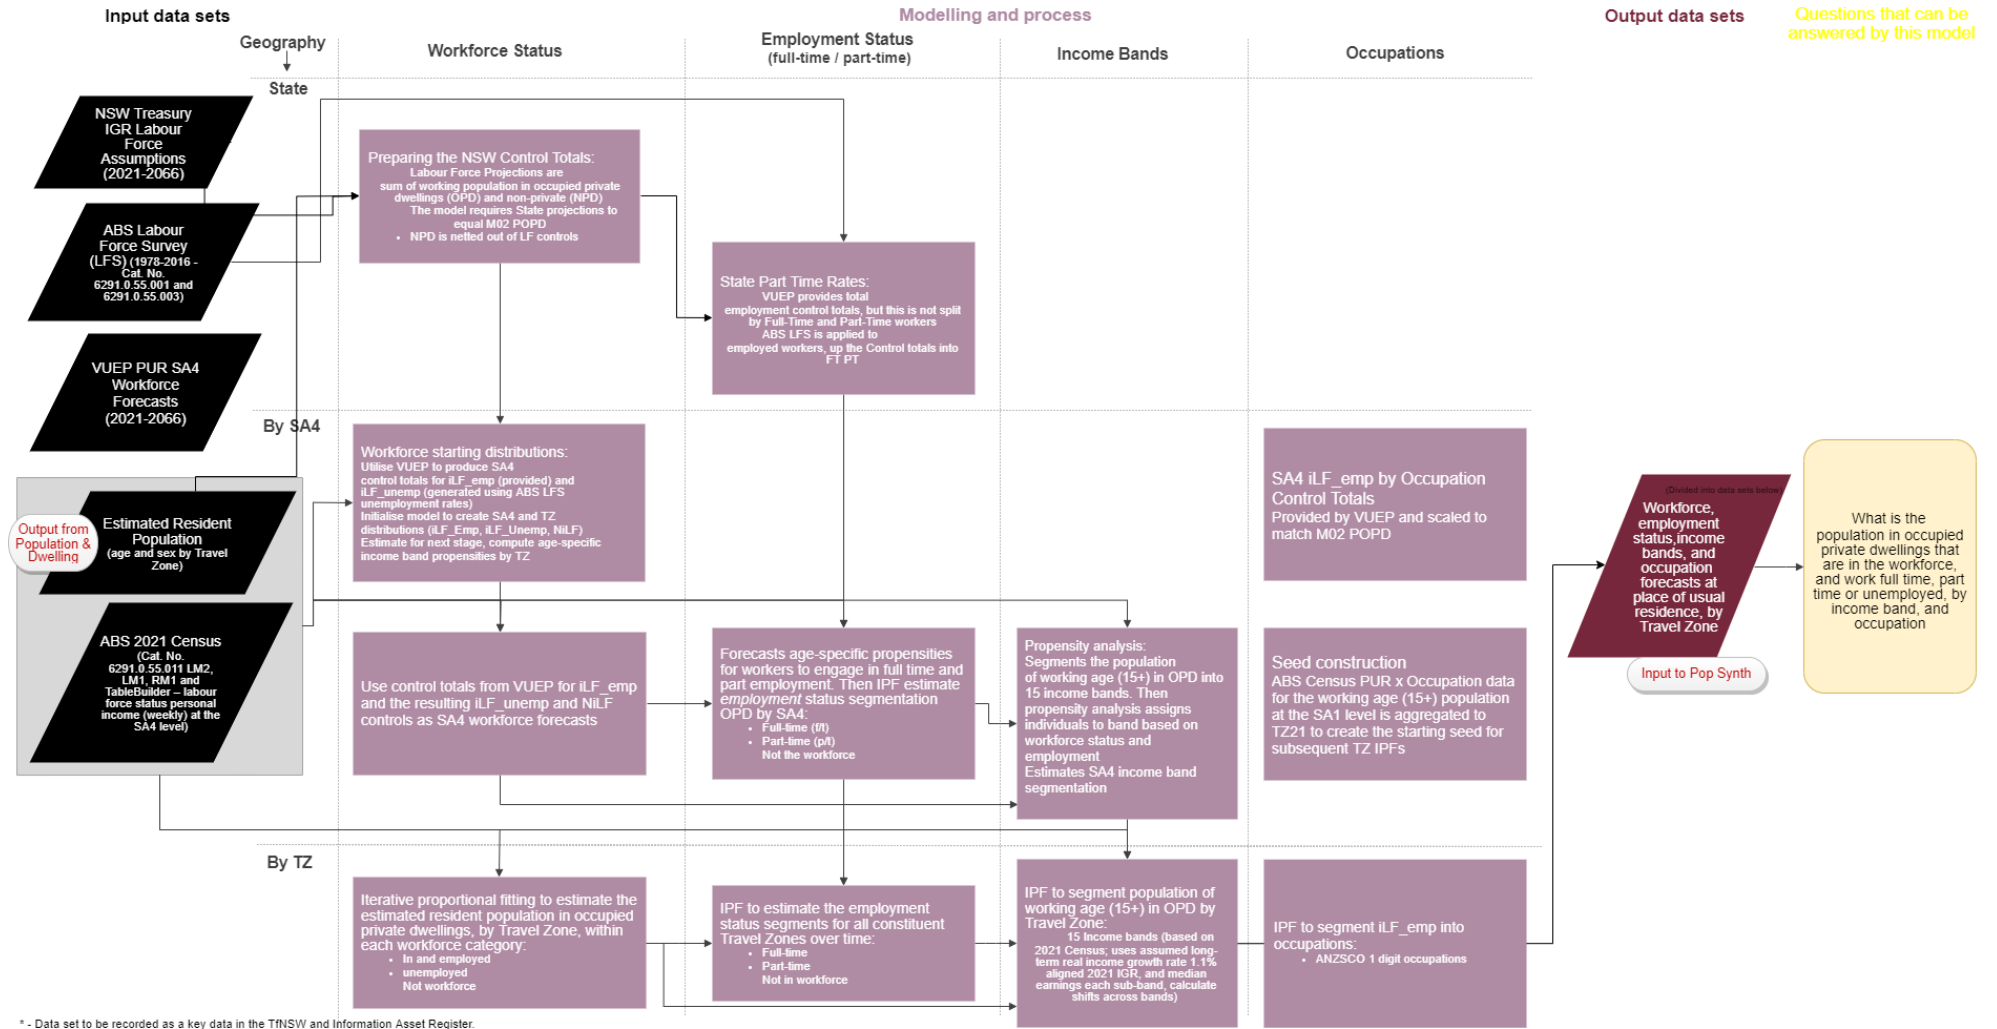 Input data sets
Modelling and process
Output data sets
Questions that can be
answered by this model
Geography
Workforce Status
Employment Status
(full-time / part-time)
Income Bands
Occupations
State
NSW Treasury
IGR Labour
Force
Assumptions
(2021-2066)
ABS Labour
Force Survey
(LFS) (1978-2016 -
Cat. No.
6291.0.55.001 and
6291.0.55.003)
VUEP PUR SA4
Workforce
Forecasts
(2021-2066)
Output from
Population &
Dwelling
Estimated Resident
Population
(age and sex by Travel
Zone)
ABS 2021 Census
(Cat. No.
6291.0.55.011 LM2,
LM1, RM1 and
TableBuilder – labour
force status personal
income (weekly) at the
SA4 level)
Preparing the NSW Control Totals:
Labour Force Projections are
sum of working population in occupied private
dwellings (OPD) and non-private (NPD)
The model requires State projections to
equal M02 POPD
• NPD is netted out of LF controls
State Part Time Rates:
VUEP provides total
employment control totals, but this is not split
by Full-Time and Part-Time workers
ABS LFS is applied to
employed workers, up the Control totals into
FT PT
By SA4
Workforce starting distributions:
Utilise VUEP to produce SA4
control totals for iLF_emp (provided) and
iLF_unemp (generated using ABS LFS
unemployment rates)
Initialise model to create SA4 and TZ
distributions (iLF_Emp, iLF_Unemp, NiLF)
Estimate for next stage, compute age-specific
income band propensities by TZ
SA4 iLF_emp by Occupation
Control Totals
Provided by VUEP and scaled to
match M02 POPD
Use control totals from VUEP for iLF_emp
and the resulting iLF_unemp and NiLF
controls as SA4 workforce forecasts
Forecasts age-specific propensities
for workers to engage in full time and
part employment. Then IPF estimate
employment status segmentation
OPD by SA4:
• Full-time (f/t)
• Part-time (p/t)
Not the workforce
Propensity analysis:
Segments the population
of working age (15+) in OPD into
15 income bands. Then
propensity analysis assigns
individuals to band based on
workforce status and
employment
Estimates SA4 income band
segmentation
Seed construction
ABS Census PUR x Occupation data
for the working age (15+) population
at the SA1 level is aggregated to
TZ21 to create the starting seed for
subsequent TZ IPFs
By TZ
Iterative proportional fitting to estimate the
estimated resident population in occupied
private dwellings, by Travel Zone, within
each workforce category:
• In and employed
• unemployed
Not workforce
IPF to estimate the employment
status segments for all constituent
Travel Zones over time:
• Full-time
• Part-time
Not in workforce
IPF to segment population of
working age (15+) in OPD by
Travel Zone:
15 Income bands (based on
2021 Census; uses assumed long-
term real income growth rate 1.1%
aligned 2021 IGR, and median
earnings each sub-band, calculate
shifts across bands)
IPF to segment iLF_emp into
occupations:
• ANZSCO 1 digit occupations
(Divided into data sets below)
Workforce,
employment
status,income
bands, and
occupation
forecasts at
place of usual
residence, by
Travel Zone
Input to Pop Synth
What is the
population in occupied
private dwellings that
are in the workforce,
and work full time, part
time or unemployed, by
income band, and
occupation
* - Data set to be recorded as a key data in the TfNSW and Information Asset Register.